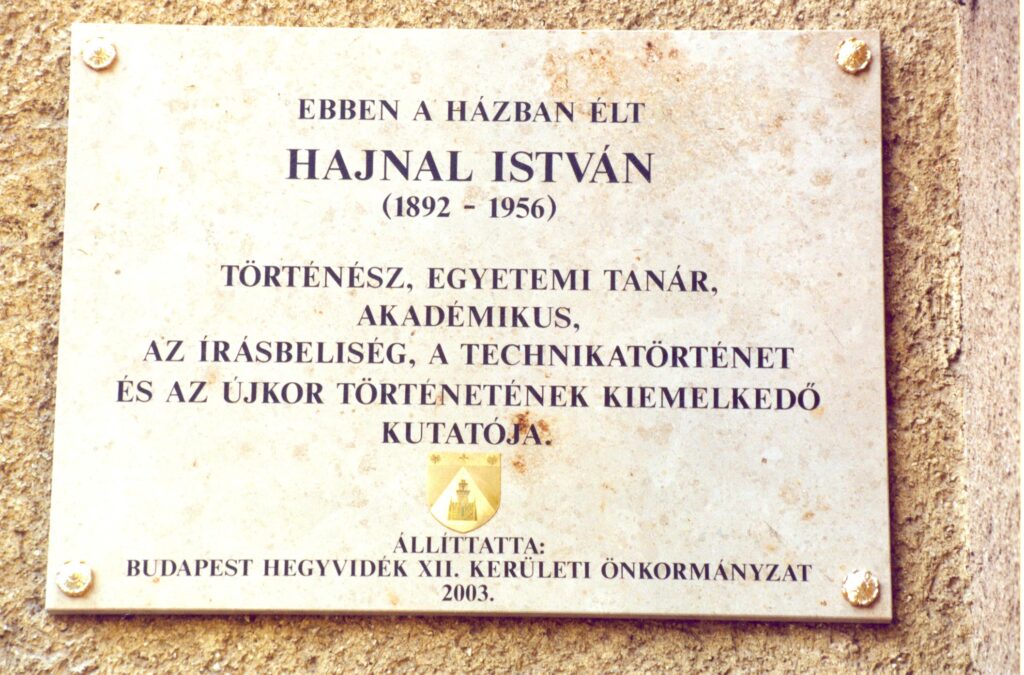 EBBEN A HÁZBAN ÉLT
HAJNAL ISTVÁN
(1892 - 1956)
TÖRTÉNÉSZ, EGYETEMI TANÁR,
AKADÉMIKUS,
AZ ÍRÁSBELISÉG, A TECHNIKATÖRTÉNET
ÉS AZ ÚJKOR TÖRTÉNETÉNEK KIEMELKEDŐ
KUTATÓJA.
ÁLLÍTTATTA:
BUDAPEST HEGYVIDÉK XII. KERÜLETI ÖNKORMÁNYZAT
2003.